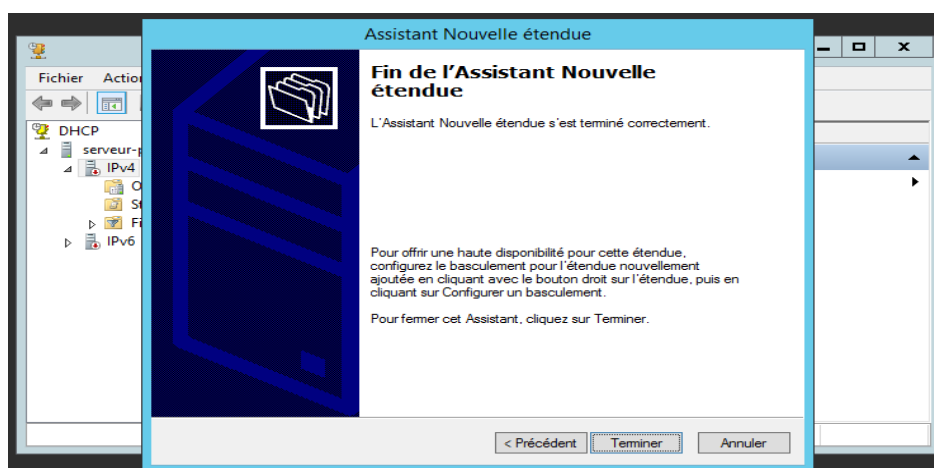 Assistant Nouvelle étendue
Fichier
DHCP
IPv4
IPv6
Fin de l'Assistant Nouvelle
étendue
L'Assistant Nouvelle étendue s'est terminé correctement.
Pour offrir une haute disponibilité pour cette étendue,
configurez le basculement pour l'étendue nouvellement
ajoutée en cliquant avec le bouton droit sur l'étendue, puis en
cliquant sur Configurer un basculement.
Pour fermer cet Assistant, cliquez sur Terminer.
< Précédent Terminer Annuler